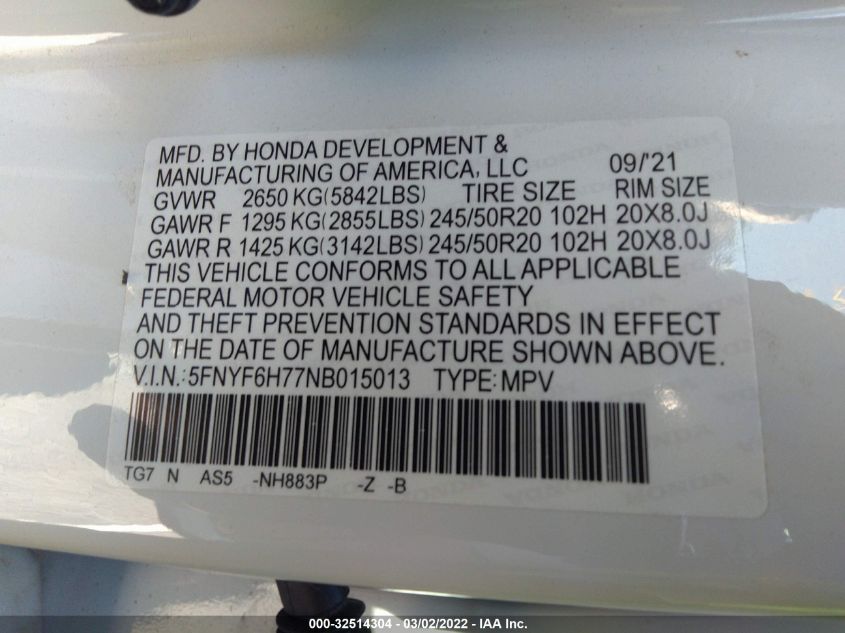 MFD. BY HONDA DEVELOPMENT &
MANUFACTURING OF AMERICA, LLC 09/'21
GVWR 2650 KG(5842LBS) TIRE SIZE RIM SIZE
GAWR F 1295 KG(2855LBS) 245/50R20 102H 20X8.0J
GAWR R 1425 KG(3142LBS) 245/50R20 102H 20X8.0J
THIS VEHICLE CONFORMS TO ALL APPLICABLE
FEDERAL MOTOR VEHICLE SAFETY
AND THEFT PREVENTION STANDARDS IN EFFECT
ON THE DATE OF MANUFACTURE SHOWN ABOVE.
V.I.N.:5FNYF6H77NB015013 TYPE:MPV
TG7 N AS5 -NH883P -Z -B
000-32514304 - 03/02/2022 - IAA Inc.